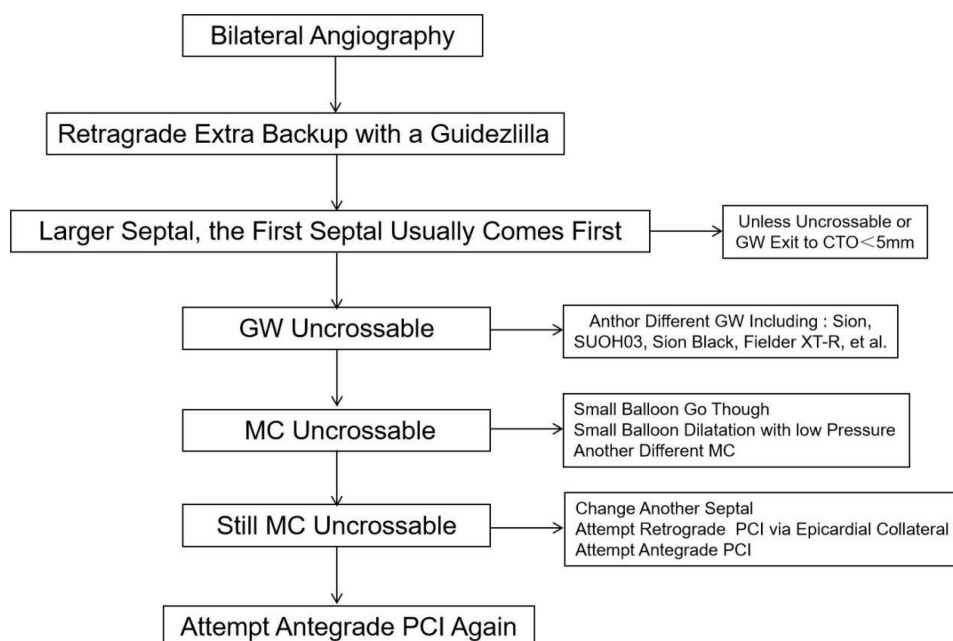 Bilateral Angiography
Retragrade Extra Backup with a Guidezlilla
Larger Septal, the First Septal Usually Comes First
Unless Uncrossable or
GW Exit to CTO＜5mm
GW Uncrossable
Anthor Different GW Including : Sion,
SUOH03, Sion Black, Fielder XT-R, et al.
MC Uncrossable
Small Balloon Go Though
Small Balloon Dilatation with low Pressure
Another Different MC
Still MC Uncrossable
Change Another Septal
Attempt Retrograde PCI via Epicardial Collateral
Attempt Antegrade PCI
Attempt Antegrade PCI Again